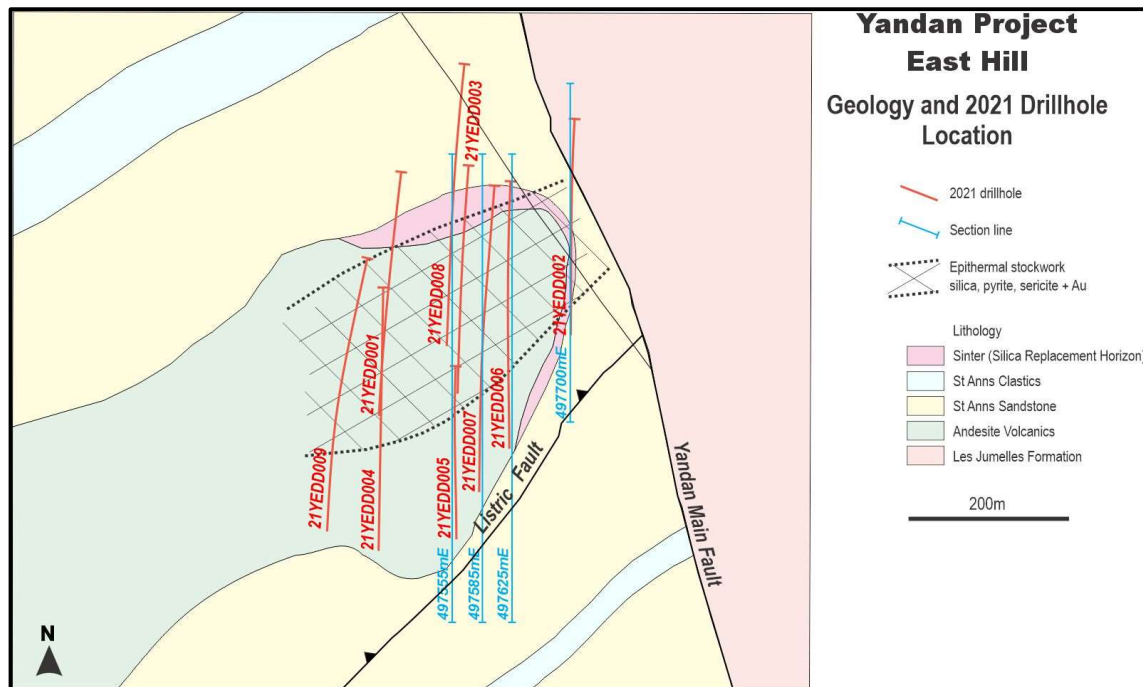 Yandan Project
East Hill
Geology and 2021 Drillhole
Location
2021 drillhole
Section line
Epithermal stockwork
silica, pyrite, sericite + Au
Lithology
Sinter (Silica Replacement Horizon)
St Anns Clastics
St Anns Sandstone
Andesite Volcanics
Les Jumelles Formation
200m
21YEDD003
21YEDD008
21YEDD002
21YEDD001
21YEDD006
21YEDD007
21YEDD009
21YEDD004
21YEDD005
497700mE
497555mE
497585mE
497625mE
Listric Fault
Yandan Main Fault
N